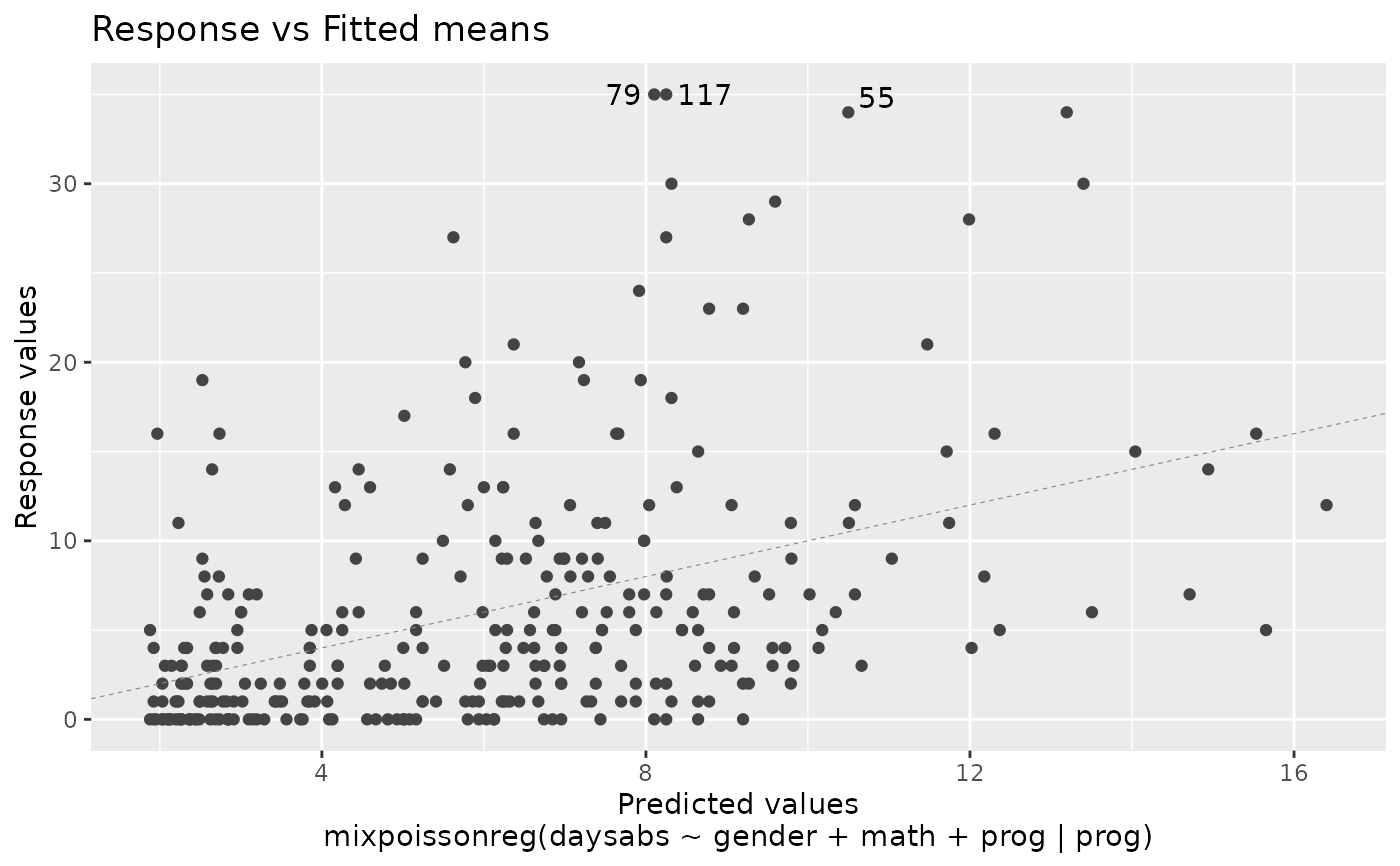 Response vs Fitted means
79
117
55
30
20
10
0
Response values
4
8
12
16
Predicted values
mixpoissonreg(daysabs ~ gender + math + prog | prog)